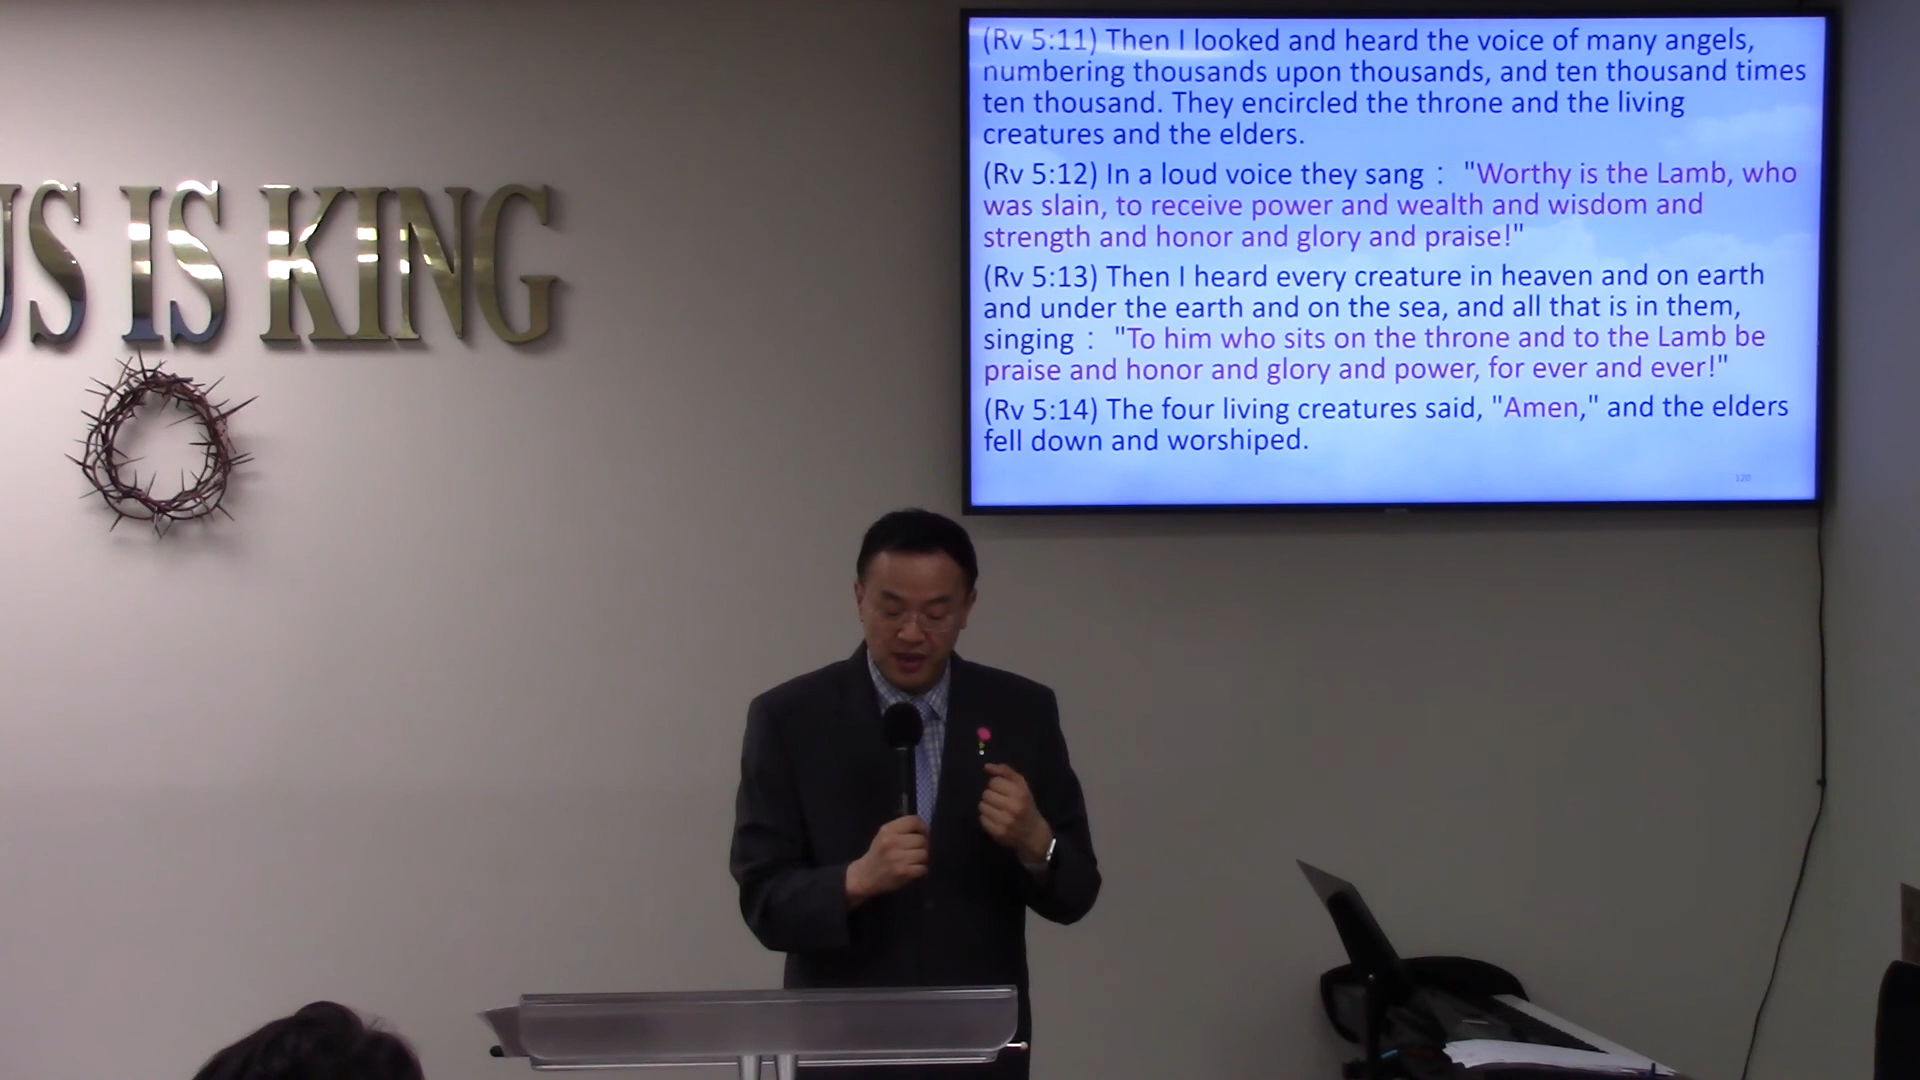 US IS KING
(Rv 5:11) Then I looked and heard the voice of many angels,
numbering thousands upon thousands, and ten thousand times
ten thousand. They encircled the throne and the living
creatures and the elders.
(Rv 5:12) In a loud voice they sang : "Worthy is the Lamb, who
was slain, to receive power and wealth and wisdom and
strength and honor and glory and praise!"
(Rv 5:13) Then I heard every creature in heaven and on earth
and under the earth and on the sea, and all that is in them,
singing : "To him who sits on the throne and to the Lamb be
praise and honor and glory and power, for ever and ever!"
(Rv 5:14) The four living creatures said, "Amen," and the elders
fell down and worshiped.
120